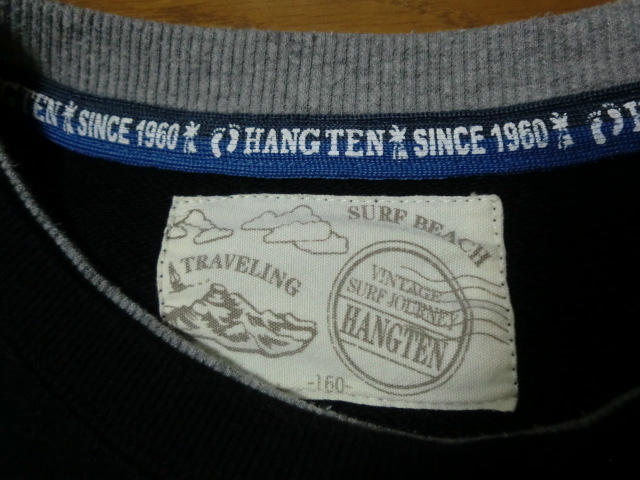 TEN SINCE 1960 HANG TEN SINCE 1960 H
SURF BEACH
TRAVELING
VINTAGE
SURF JOURNEY
HANGTEN
-160-